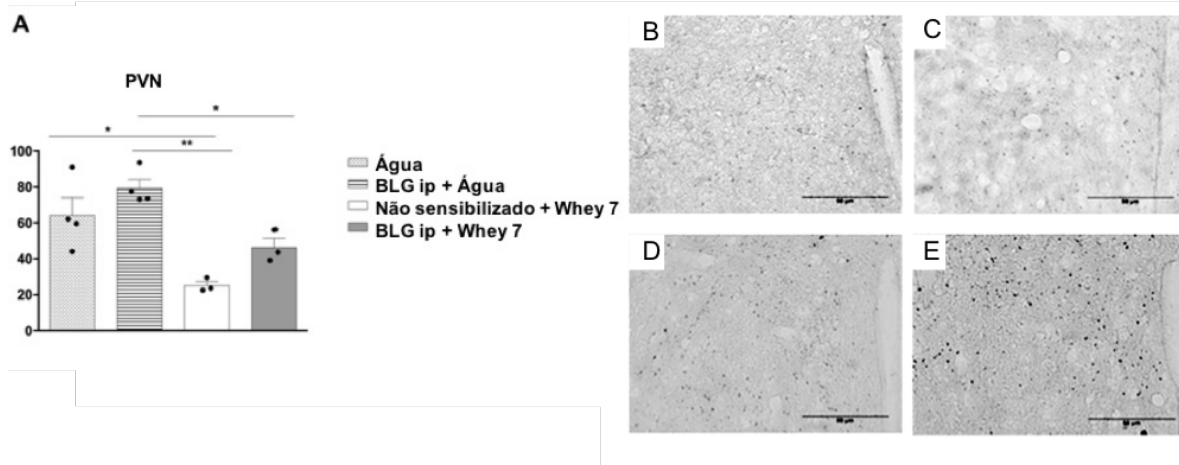 A
PVN
*
*
**
100
80
60
40
20
0
Água
BLG ip + Água
Não sensibilizado + Whey 7
BLG ip + Whey 7
B
C
D
E